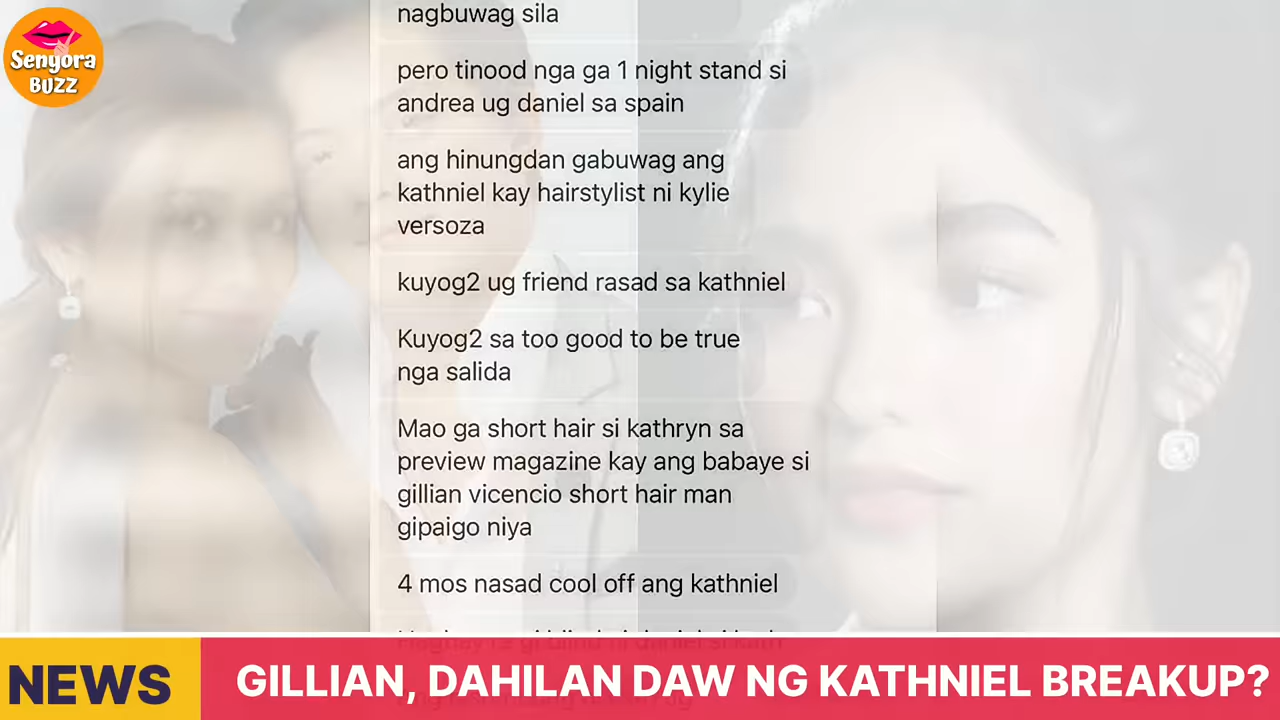 Senyora
BUZZ
nagbuwag sila
pero tinood nga ga 1 night stand si
andrea ug daniel sa spain
ang hinungdan gabuwag ang
kathniel kay hairstylist ni kylie
versoza
kuyog2 ug friend rasad sa kathniel
Kuyog2 sa too good to be true
nga salida
Mao ga short hair si kathryn sa
preview magazine kay ang babaye si
gillian vicencio short hair man
gipaigo niya
4 mos nasad cool off ang kathniel
NEWS
GILLIAN, DAHILAN DAW NG KATHNIEL BREAKUP?